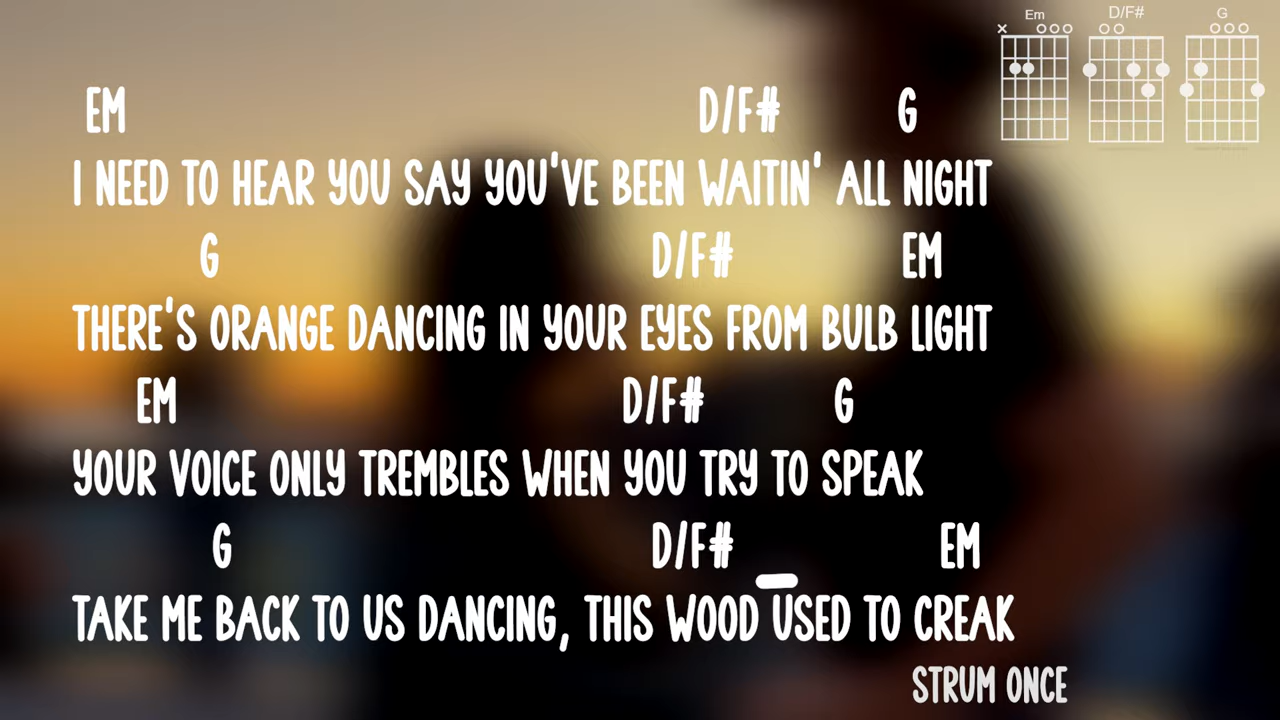 Em D/F# G
x
EM D/F# G
I NEED TO HEAR YOU SAY YOU'VE BEEN WAITIN' ALL NIGHT
G D/F# EM
THERE'S ORANGE DANCING IN YOUR EYES FROM BULB LIGHT
EM D/F# G
YOUR VOICE ONLY TREMBLES WHEN YOU TRY TO SPEAK
G D/F# EM
TAKE ME BACK TO US DANCING, THIS WOOD USED TO CREAK
STRUM ONCE